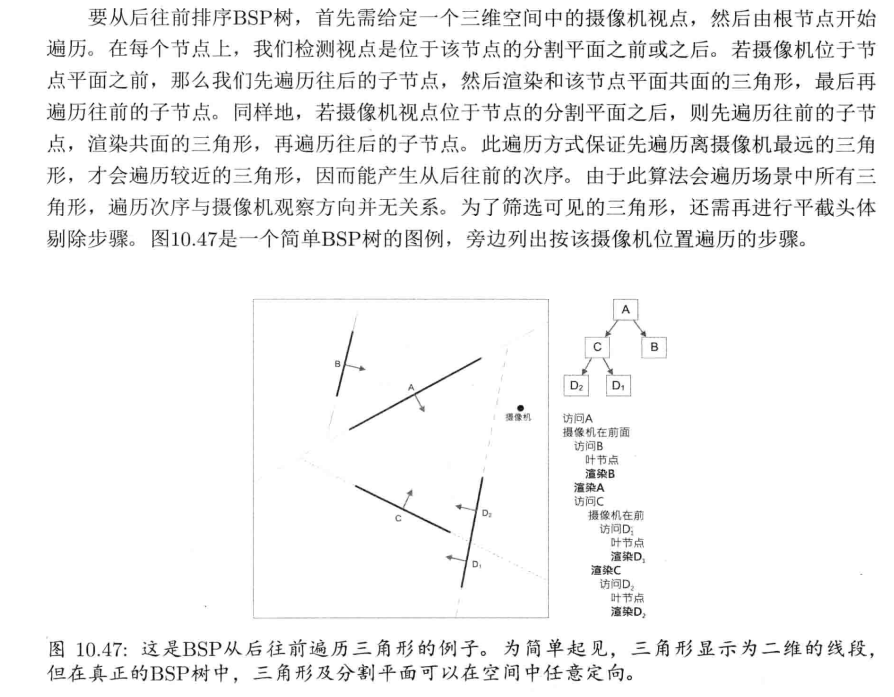 要从后往前排序BSP树，首先需给定一个三维空间中的摄像机视点，然后由根节点开始
遍历。在每个节点上，我们检测视点是位于该节点的分割平面之前或之后。若摄像机位于节
点平面之前，那么我们先遍历往后的子节点，然后渲染和该节点平面共面的三角形，最后再
遍历往前的子节点。同样地，若摄像机视点位于节点的分割平面之后，则先遍历往前的子节
点，渲染共面的三角形，再遍历往后的子节点。此遍历方式保证先遍历离摄像机最远的三角
形，才会遍历较近的三角形，因而能产生从后往前的次序。由于此算法会遍历场景中所有三
角形，遍历次序与摄像机观察方向并无关系。为了筛选可见的三角形，还需再进行平截头体
剔除步骤。图10.47是一个简单BSP树的图例，旁边列出按该摄像机位置遍历的步骤。
B
A
摄像机
C
D₂
D₁
A
C
B
D₂
D₁
访问A
摄像机在前面
访问B
叶节点
渲染B
渲染A
访问C
摄像机在前
访问D₁
叶节点
渲染D₁
渲染C
访问D₂
叶节点
渲染D₂
图 10.47: 这是BSP从后往前遍历三角形的例子。为简单起见，三角形显示为二维的线段，
但在真正的BSP树中，三角形及分割平面可以在空间中任意定向。